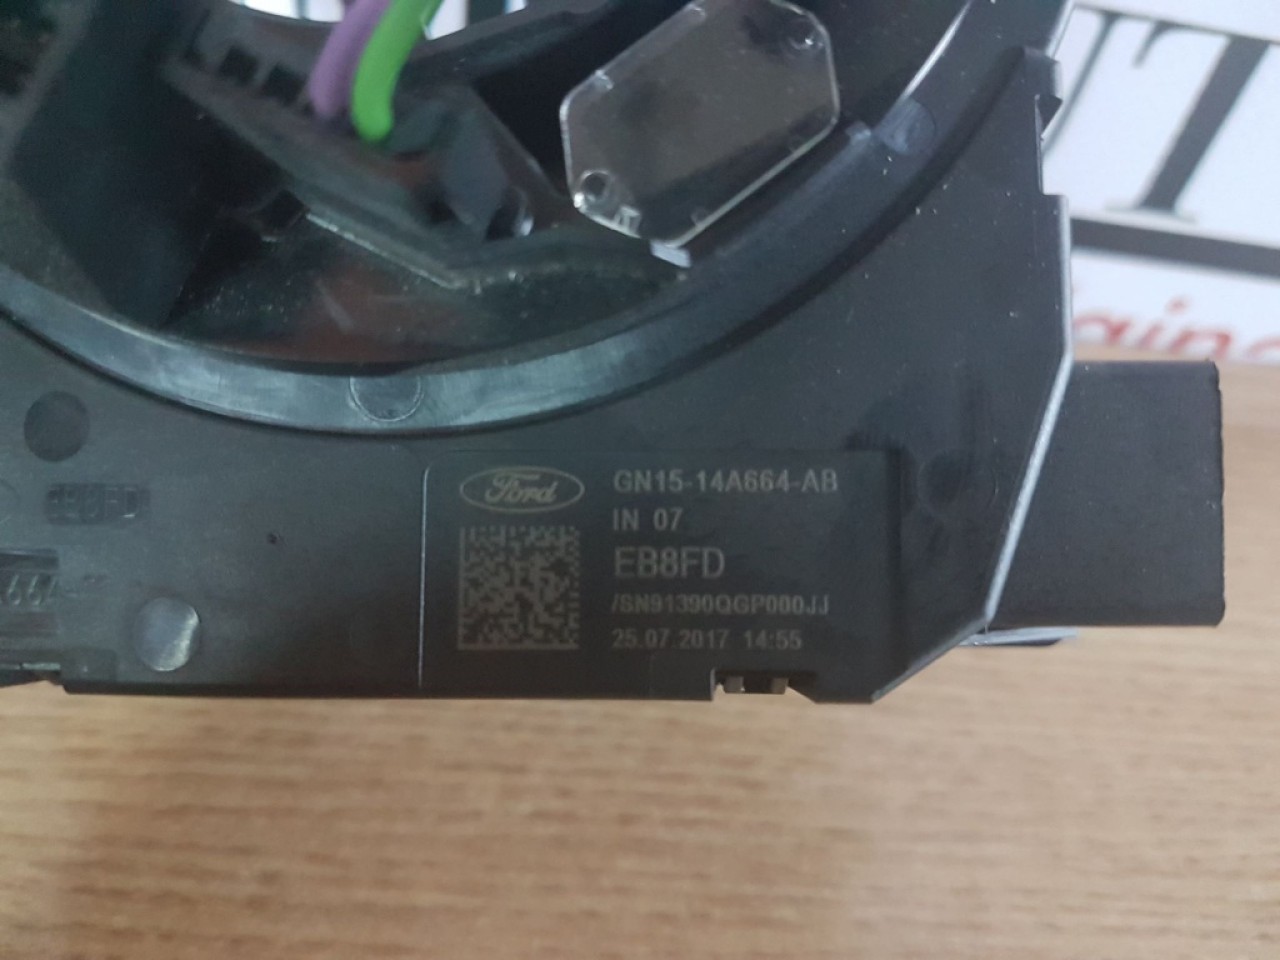 Ford
GN15-14A664-AB
IN 07
EB8FD
/SN91390QGP000JJ
25.07.2017 14:55